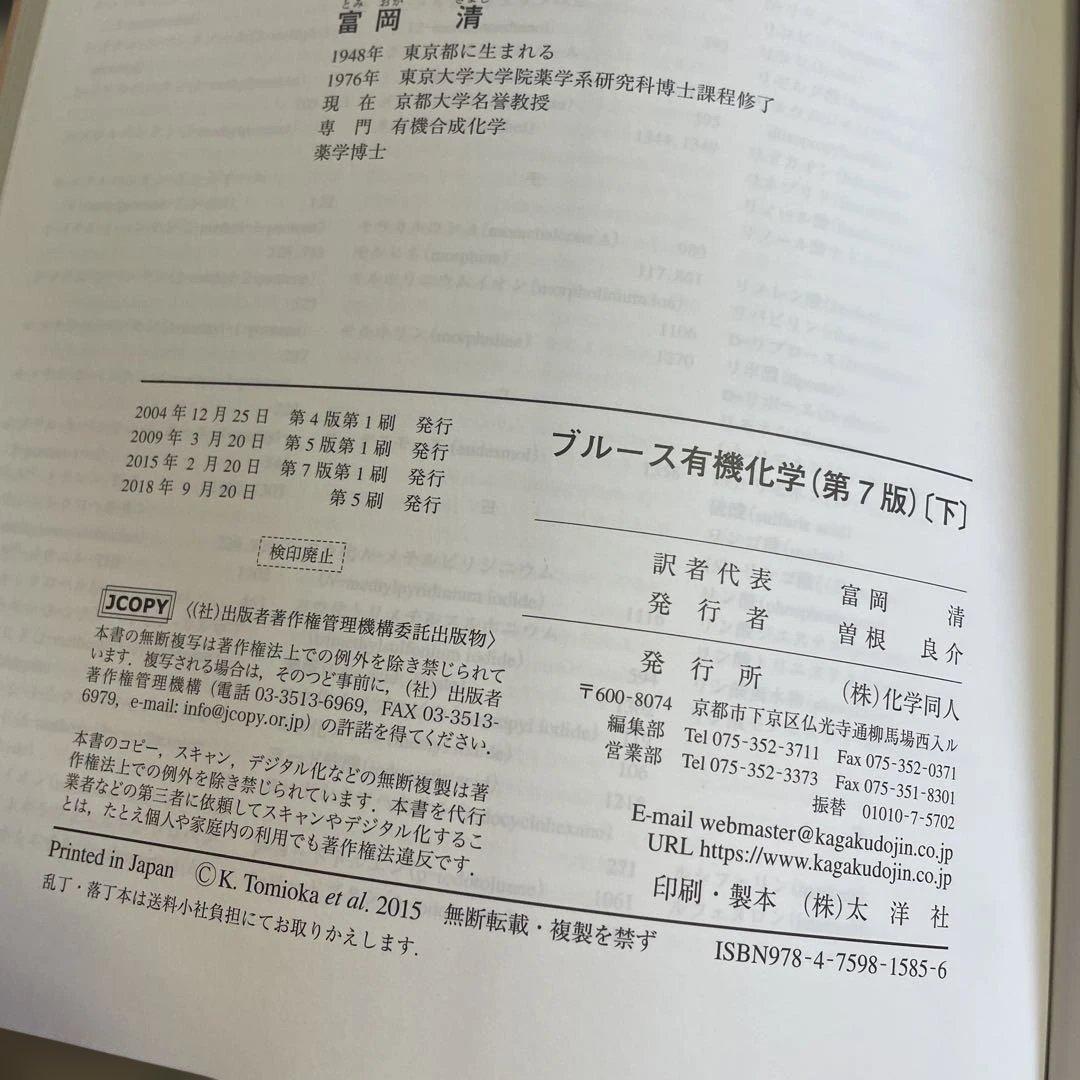 とみ おか きよし
富岡 清
1948年 東京都に生まれる
1976年 東京大学大学院薬学系研究科博士課程修了
現 在 京都大学名誉教授
専 門 有機合成化学
薬学博士
2004年12月25日 第4版第1刷 発行
2009年 3月20日 第5版第1刷 発行
2015年 2月20日 第7版第1刷 発行
2018年 9月20日 第5刷 発行
検印廃止
JCOPY 〈(社)出版者著作権管理機構委託出版物〉
本書の無断複写は著作権法上での例外を除き禁じられて
います．複写される場合は，そのつど事前に，(社)出版者
著作権管理機構（電話 03-3513-6969，FAX 03-3513-
6979，e-mail: info@jcopy.or.jp）の許諾を得てください．
本書のコピー，スキャン，デジタル化などの無断複製は著
作権法上での例外を除き禁じられています．本書を代行
業者などの第三者に依頼してスキャンやデジタル化するこ
とは，たとえ個人や家庭内の利用でも著作権法違反です．
ブルース有機化学(第7版)〔下〕
訳者代表 富岡 清
発行者 曽根 良介
発行所 (株)化学同人
〒600-8074 京都市下京区仏光寺通柳馬場西入ル
編集部 Tel 075-352-3711 Fax 075-352-0371
営業部 Tel 075-352-3373 Fax 075-351-8301
振替 01010-7-5702
E-mail webmaster@kagakudojin.co.jp
URL https://www.kagakudojin.co.jp
印刷・製本 (株)太洋社
Printed in Japan ©K. Tomioka et al. 2015 無断転載・複製を禁ず ISBN978-4-7598-1585-6
乱丁・落丁本は送料小社負担にてお取りかえします．